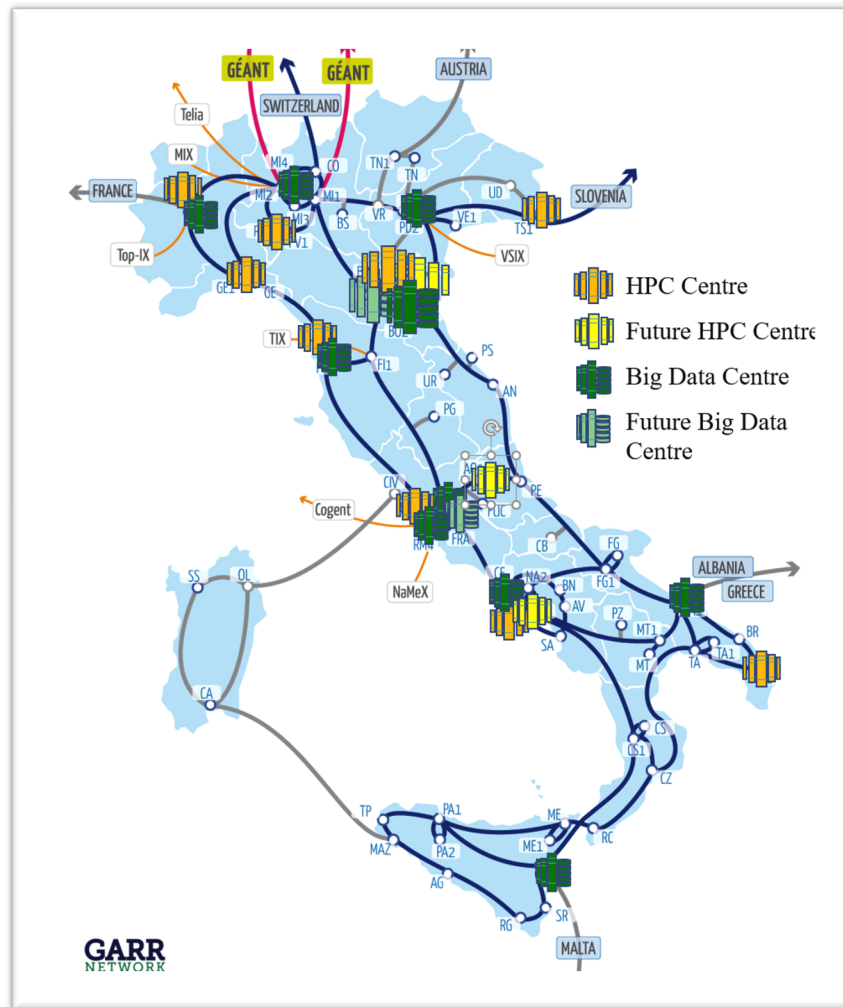 GÉANT
GÉANT
AUSTRIA
SWITZERLAND
Telia
MIX
MI4
CO
TN1
TN
FRANCE
MI2
MI1
UD
SLOVENIA
MI3
BS
VR
PD2
VE1
TS1
V1
Top-IX
VSIX
GE1
GE
HPC Centre
Future HPC Centre
Big Data Centre
Future Big Data
Centre
TIX
FI1
PS
UR
AN
PG
CIV
PE
Cogent
RM4
FRA
CB
FG
FG1
ALBANIA
GREECE
NaMeX
SS
OL
NA2
BN
AV
PZ
MT1
BR
SA
MT
TA
TA1
CA
CS
CS1
CZ
TP
PA1
ME
RC
MAZ
PA2
ME1
AG
RG
SR
MALTA
GARR
NETWORK